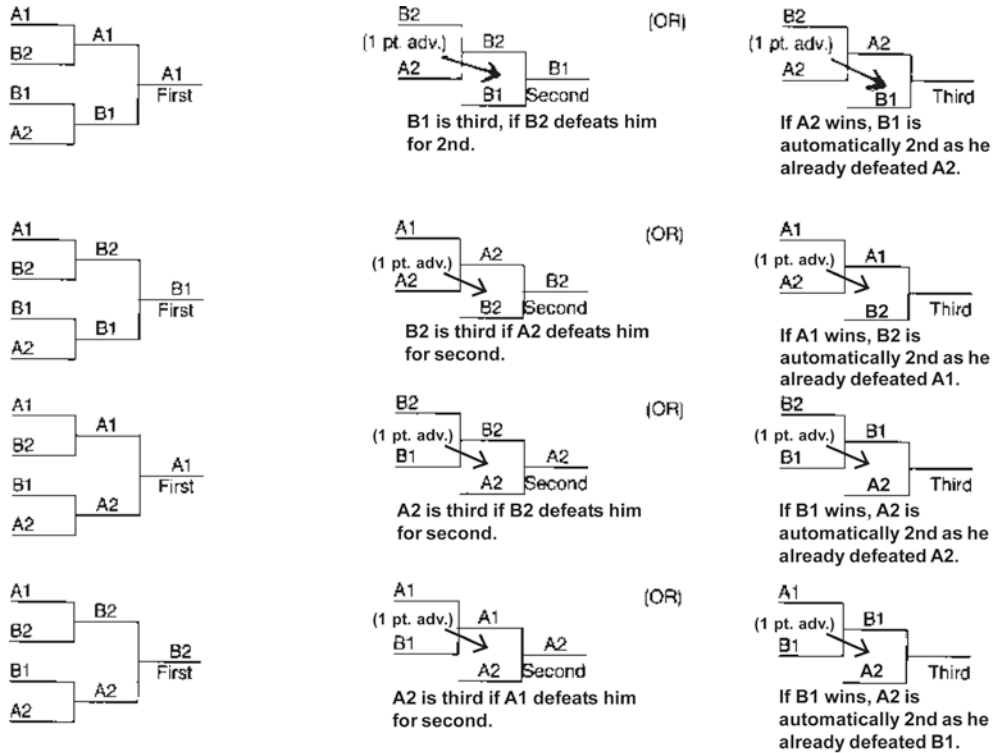 A1
A1
B2
A1
First
B1
B1
A2
B2
(1 pt. adv.)
B2
A2
B1
B1
Second
B1 is third, if B2 defeats him
for 2nd.
(OR)
B2
(1 pt. adv.)
A2
A2
B1
Third
If A2 wins, B1 is
automatically 2nd as he
already defeated A2.
A1
B2
B2
B1
First
B1
B1
A2
A1
A2
(1 pt. adv.)
A2
B2
B2
Second
B2 is third if A2 defeats him
for second.
(OR)
A1
A1
(1 pt. adv.)
A2
B2
Third
If A1 wins, B2 is
automatically 2nd as he
already defeated A1.
A1
A1
B2
A1
First
B1
A2
A2
B2
B2
(1 pt. adv.)
B1
A2
A2
Second
A2 is third if B2 defeats him
for second.
(OR)
B2
B1
(1 pt. adv.)
B1
A2
Third
If B1 wins, A2 is
automatically 2nd as he
already defeated A2.
A1
B2
B2
B2
First
B1
A2
A2
A1
A1
(1 pt. adv.)
B1
A2
A2
Second
A2 is third if A1 defeats him
for second.
(OR)
A1
B1
(1 pt. adv.)
B1
A2
Third
If B1 wins, A2 is
automatically 2nd as he
already defeated B1.